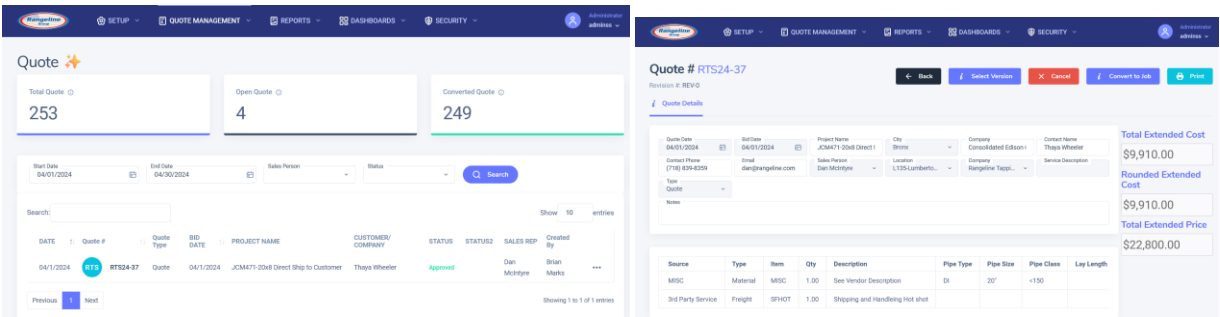 Rangeline
SETUP
QUOTE MANAGEMENT
REPORTS
DASHBOARDS
SECURITY
Administrator
adminss
Quote
Total Quote
253
Open Quote
4
Converted Quote
249
Start Date
04/01/2024
End Date
04/30/2024
Sales Person
Status
Search
Search:
Show 10 entries
DATE Quote # Quote Type BID DATE PROJECT NAME CUSTOMER/ COMPANY STATUS STATUS2 SALES REP Created By
04/1/2024 RTS RTS24-37 Quote 04/1/2024 JCM471-20x8 Direct Ship to Customer Thaya Wheeler Approved Dan McIntyre Brian Marks
Previous 1 Next
Showing 1 to 1 of 1 entries
Rangeline
SETUP
QUOTE MANAGEMENT
REPORTS
DASHBOARDS
SECURITY
Administrator
adminss
Quote # RTS24-37
Revision #: REV-0
Back
Select Version
Cancel
Convert to Job
Print
Quote Details
Quote Date
04/01/2024
Bid Date
04/01/2024
Project Name
JCM471-20x8 Direct
City
Bronx
Company
Consolidated Edison
Contact Name
Thaya Wheeler
Contact Phone
(718) 839-8359
Email
dan@rangeline.com
Sales Person
Dan McIntyre
Location
L135-Lumberto...
Company
Rangeline Tappi...
Service Description
Type
Quote
Notes
Total Extended Cost
$9,910.00
Rounded Extended
Cost
$9,910.00
Total Extended Price
$22,800.00
Source Type Item Qty Description Pipe Type Pipe Size Pipe Class Lay Length
MISC Material MISC 1.00 See Vendor Description DI 20" <150
3rd Party Service Freight SFHOT 1.00 Shipping and Handleing Hot shot